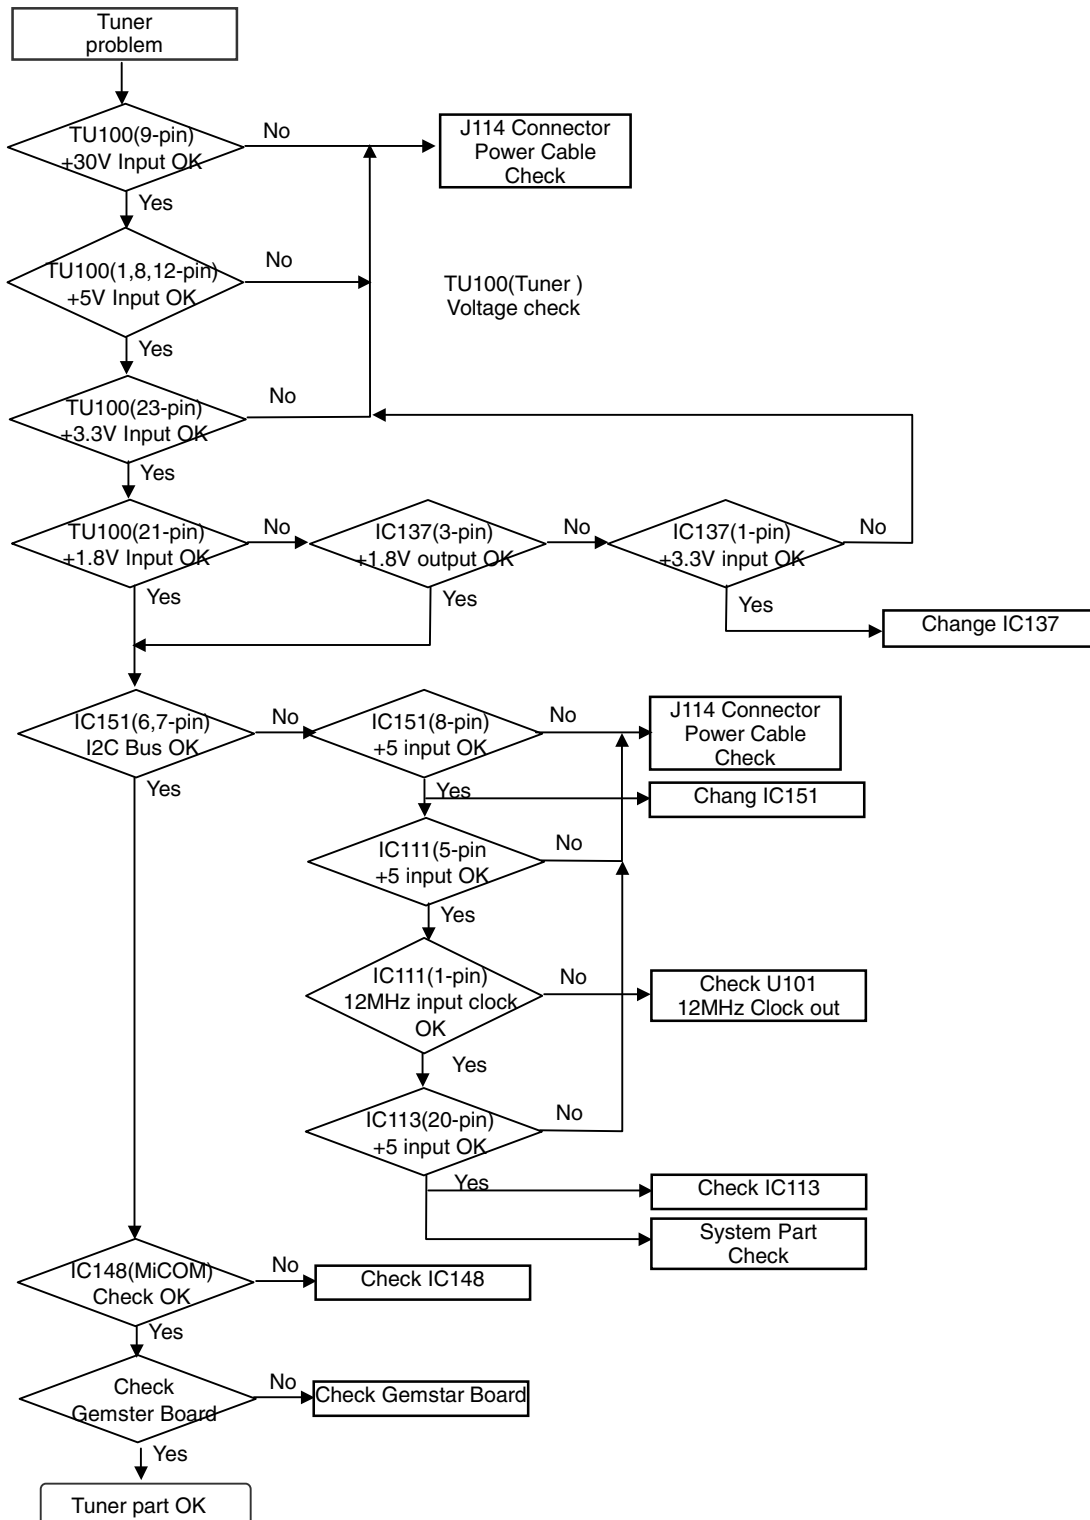 Tuner
problem
TU100(9-pin)
+30V Input OK
No
J114 Connector
Power Cable
Check
Yes
TU100(1,8,12-pin)
+5V Input OK
No
TU100(Tuner )
Voltage check
Yes
TU100(23-pin)
+3.3V Input OK
No
Yes
TU100(21-pin)
+1.8V Input OK
No
IC137(3-pin)
+1.8V output OK
No
IC137(1-pin)
+3.3V input OK
No
Yes
Yes
Yes
Change IC137
IC151(6,7-pin)
I2C Bus OK
No
IC151(8-pin)
+5 input OK
No
J114 Connector
Power Cable
Check
Yes
Yes
Chang IC151
IC111(5-pin
+5 input OK
No
Yes
IC111(1-pin)
12MHz input clock
OK
No
Check U101
12MHz Clock out
Yes
IC113(20-pin)
+5 input OK
No
Yes
Check IC113
System Part
Check
IC148(MiCOM)
Check OK
No
Check IC148
Yes
Check
Gemster Board
No
Check Gemstar Board
Yes
Tuner part OK